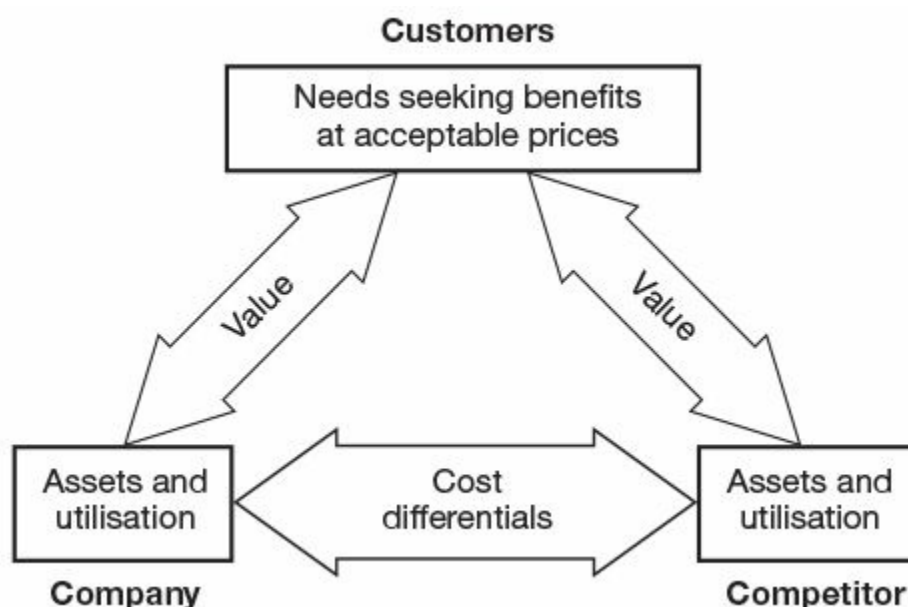 Customers
Needs seeking benefits
at acceptable prices
Value
Value
Assets and
utilisation
Cost
differentials
Assets and
utilisation
Company
Competitor